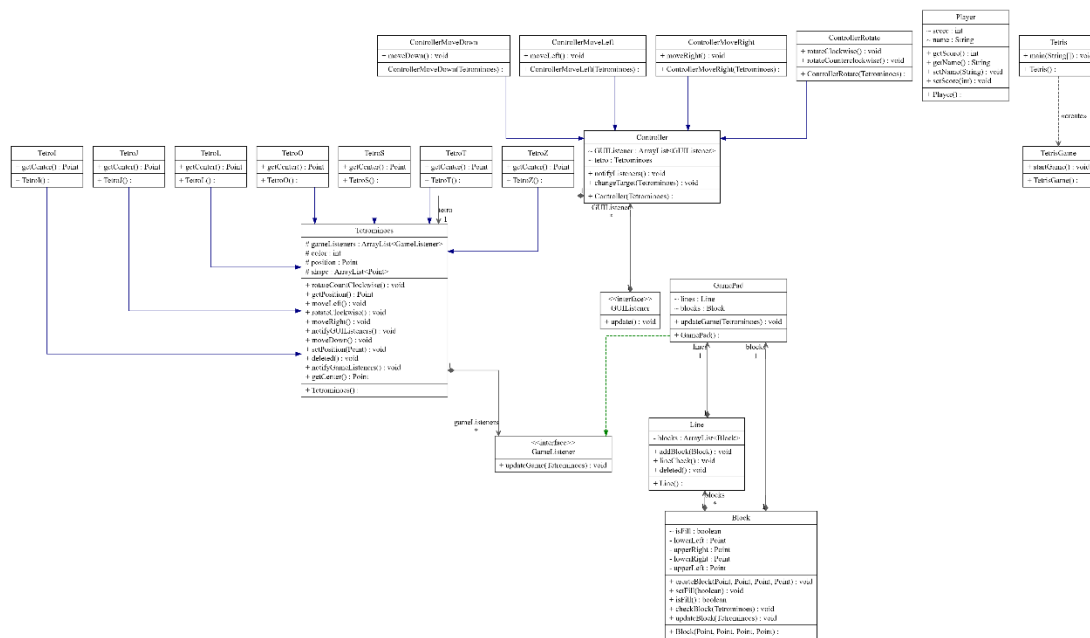 ControllerMoveDown
+ moveDown() : void
ControllerMoveDown(Tetrominoes) :
ControllerMoveLeft
+ moveLeft() : void
ControllerMoveLeft(Tetrominoes) :
ControllerMoveRight
+ moveRight() : void
+ ControllerMoveRight(Tetrominoes) :
ControllerRotate
+ rotateClockwise() : void
+ rotateCounterclockwise() : void
+ ControllerRotate(Tetrominoes) :
Player
~ score : int
~ name : String
+ getScore() : int
+ getName() : String
+ setName(String) : void
+ setScore(int) : void
+ Player() :
Tetris
+ main(String[]) : void
+ Tetris() :
«create»
TetrisGame
+ startGame() : void
+ TetrisGame() :
TetroI
getCenter() : Point
~ TetroI() :
TetroJ
getCenter() : Point
~ TetroJ() :
TetroL
+ getCenter() : Point
+ TetroL() :
TetroO
+ getCenter() : Point
+ TetroO() :
TetroS
+ getCenter() : Point
+ TetroS() :
TetroT
getCenter() : Point
~ TetroT() :
TetroZ
getCenter() : Point
~ TetroZ() :
Controller
~ GUIListener : ArrayList<GUIListener>
~ tetro : Tetrominoes
+ notifyListeners() : void
+ changeTarget(Tetrominoes) : void
+ Controller(Tetrominoes) :
GUIListener
*
tetro
1
Tetrominoes
# gameListeners : ArrayList<GameListener>
# color : int
# position : Point
# shape : ArrayList<Point>
+ rotateCountClockwise() : void
+ getPosition() : Point
+ moveLeft() : void
+ rotateClockwise() : void
+ moveRight() : void
+ notifyGUIListeners() : void
+ moveDown() : void
+ setPosition(Point) : void
+ deleted() : void
+ notifyGameListeners() : void
+ getCenter() : Point
+ Tetrominoes() :
<<interface>>
GUIListener
+ update() : void
GamePad
~ lines : Line
~ blocks : Block
+ updateGame(Tetrominoes) : void
+ GamePad() :
lines
1
blocks
1
gameListeners
*
<<interface>>
GameListener
+ updateGame(Tetrominoes) : void
Line
- blocks : ArrayList<Block>
+ addBlock(Block) : void
+ lineCheck() : void
+ deleted() : void
+ Line() :
blocks
*
Block
- isFill : boolean
- lowerLeft : Point
- upperRight : Point
- lowerRight : Point
- upperLeft : Point
+ createBlock(Point, Point, Point, Point) : void
+ setFill(boolean) : void
+ isFill() : boolean
+ checkBlock(Tetrominoes) : void
+ updateBlock(Tetrominoes) : void
+ Block(Point, Point, Point, Point) :